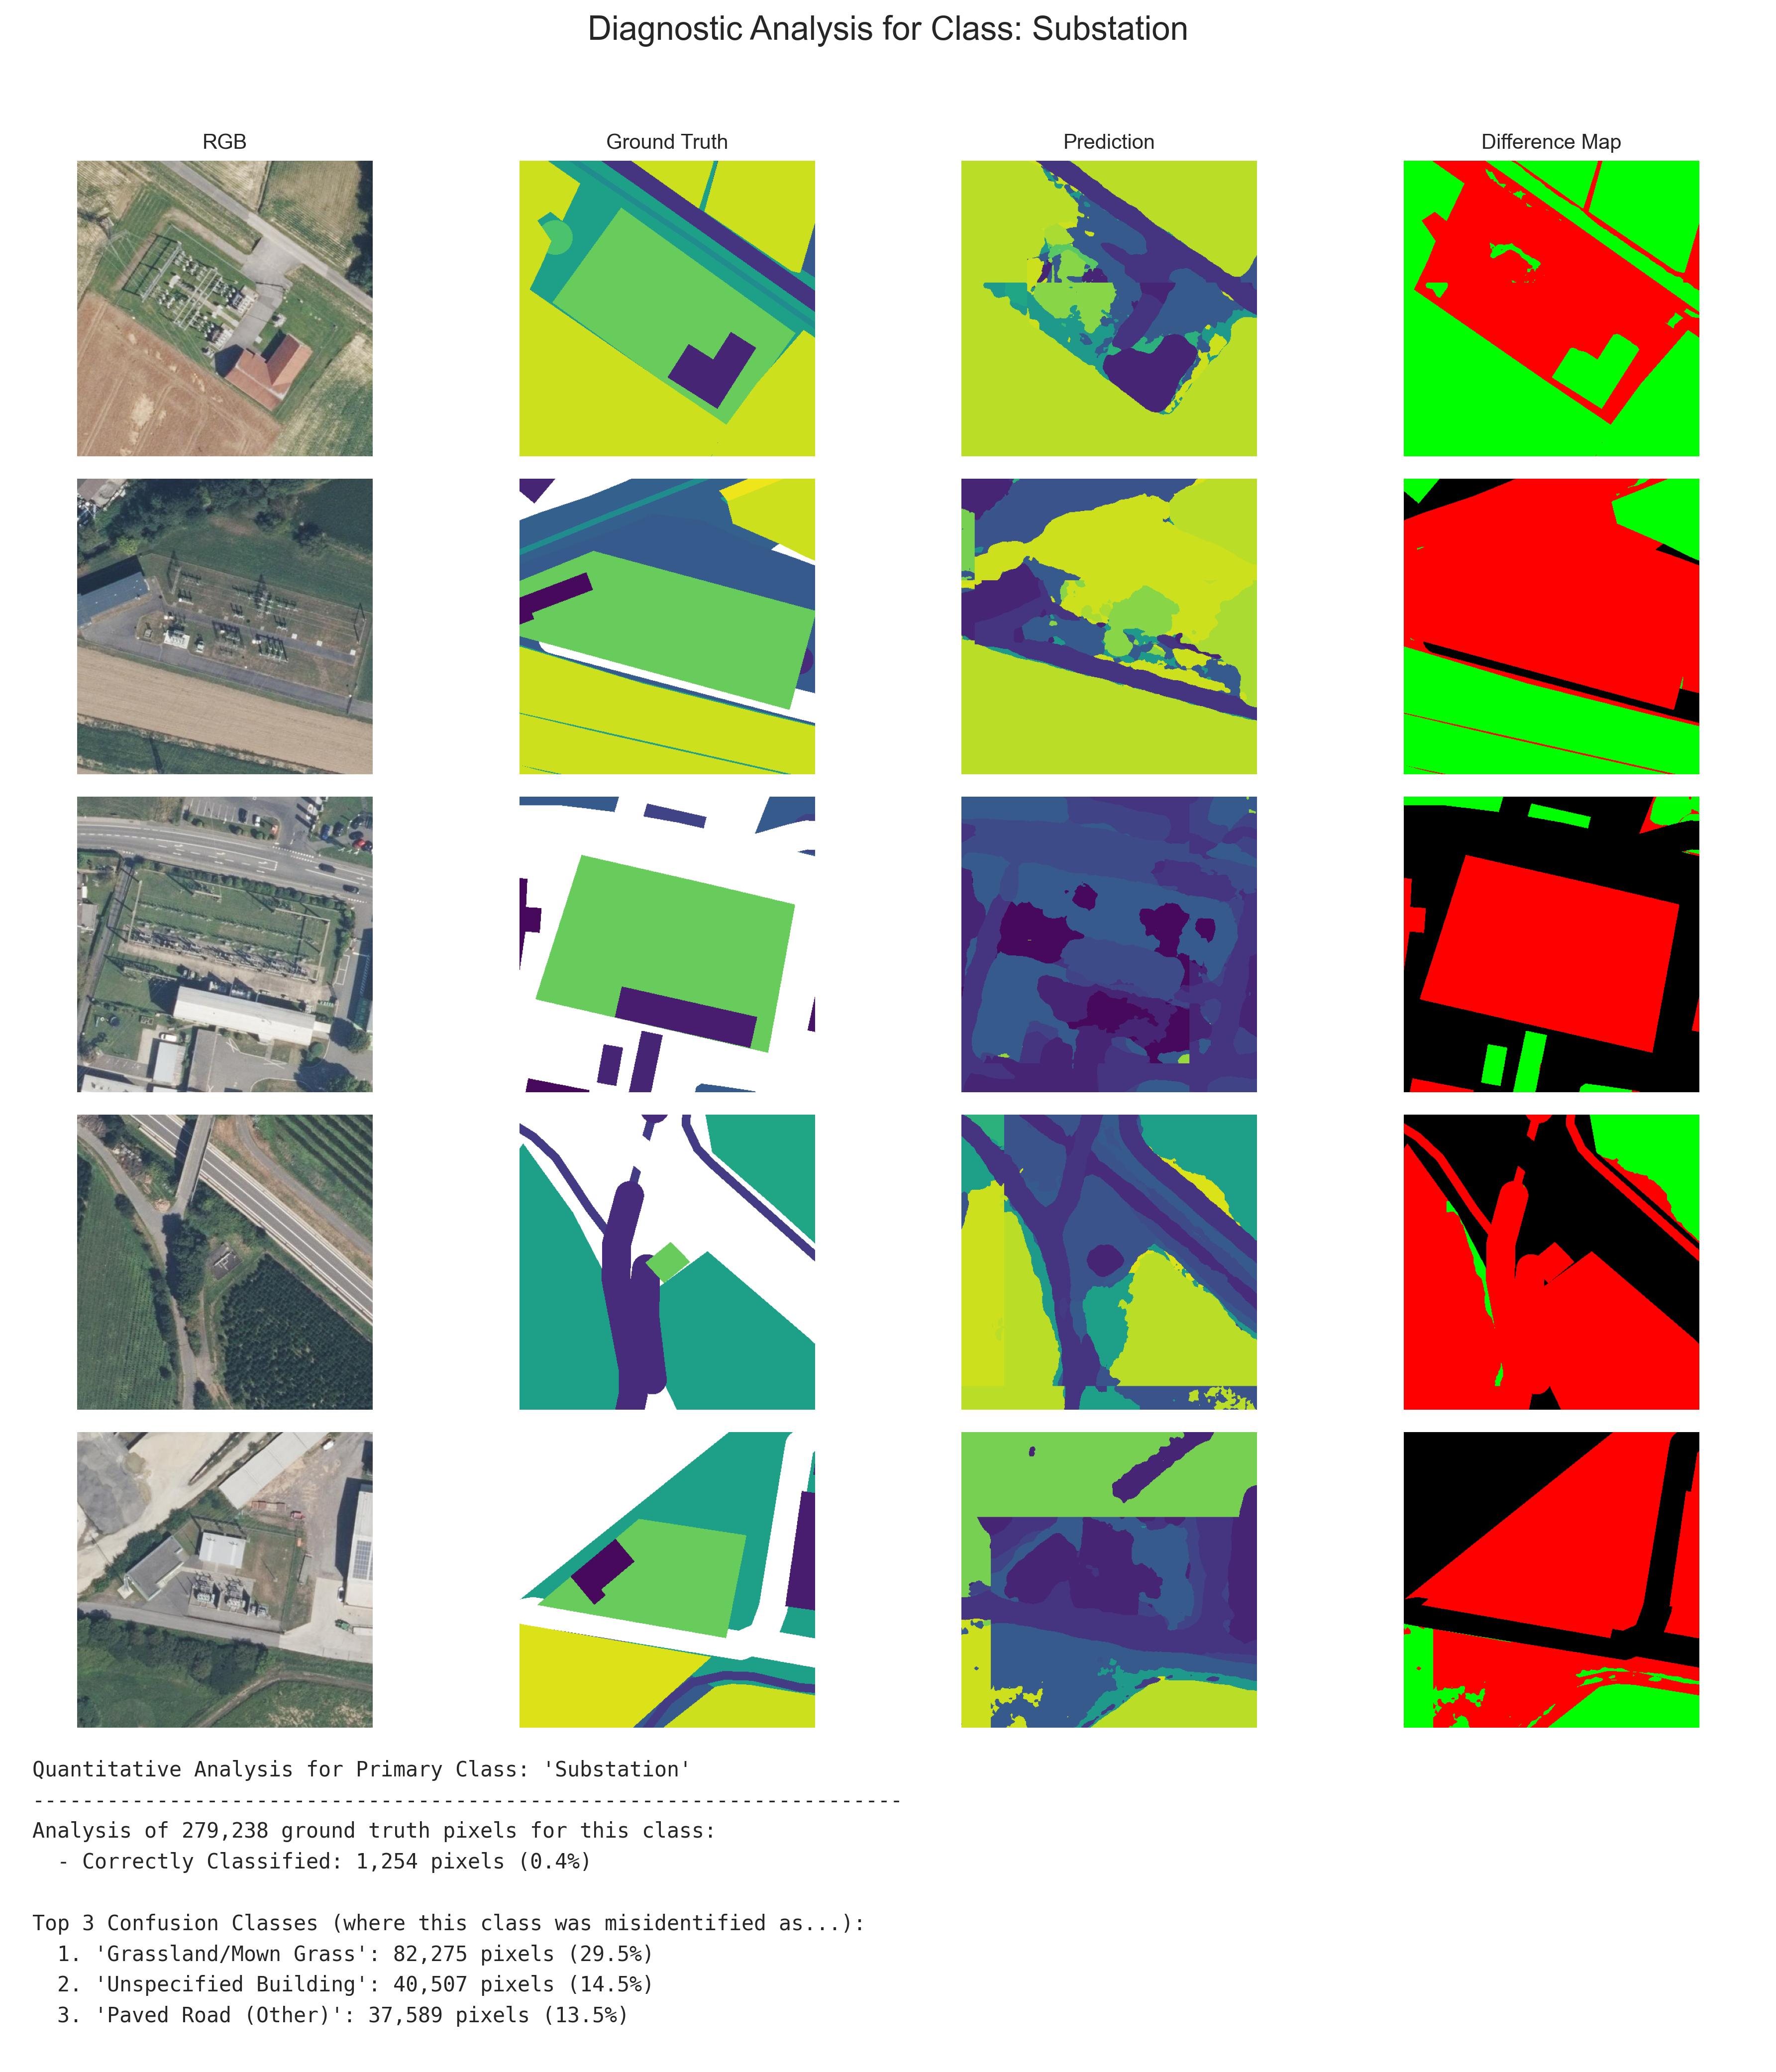 Diagnostic Analysis for Class: Substation
RGB Ground Truth Prediction Difference Map
Quantitative Analysis for Primary Class: 'Substation'
----------------------------------------------------------------------
Analysis of 279,238 ground truth pixels for this class:
- Correctly Classified: 1,254 pixels (0.4%)
Top 3 Confusion Classes (where this class was misidentified as...):
1. 'Grassland/Mown Grass': 82,275 pixels (29.5%)
2. 'Unspecified Building': 40,507 pixels (14.5%)
3. 'Paved Road (Other)': 37,589 pixels (13.5%)